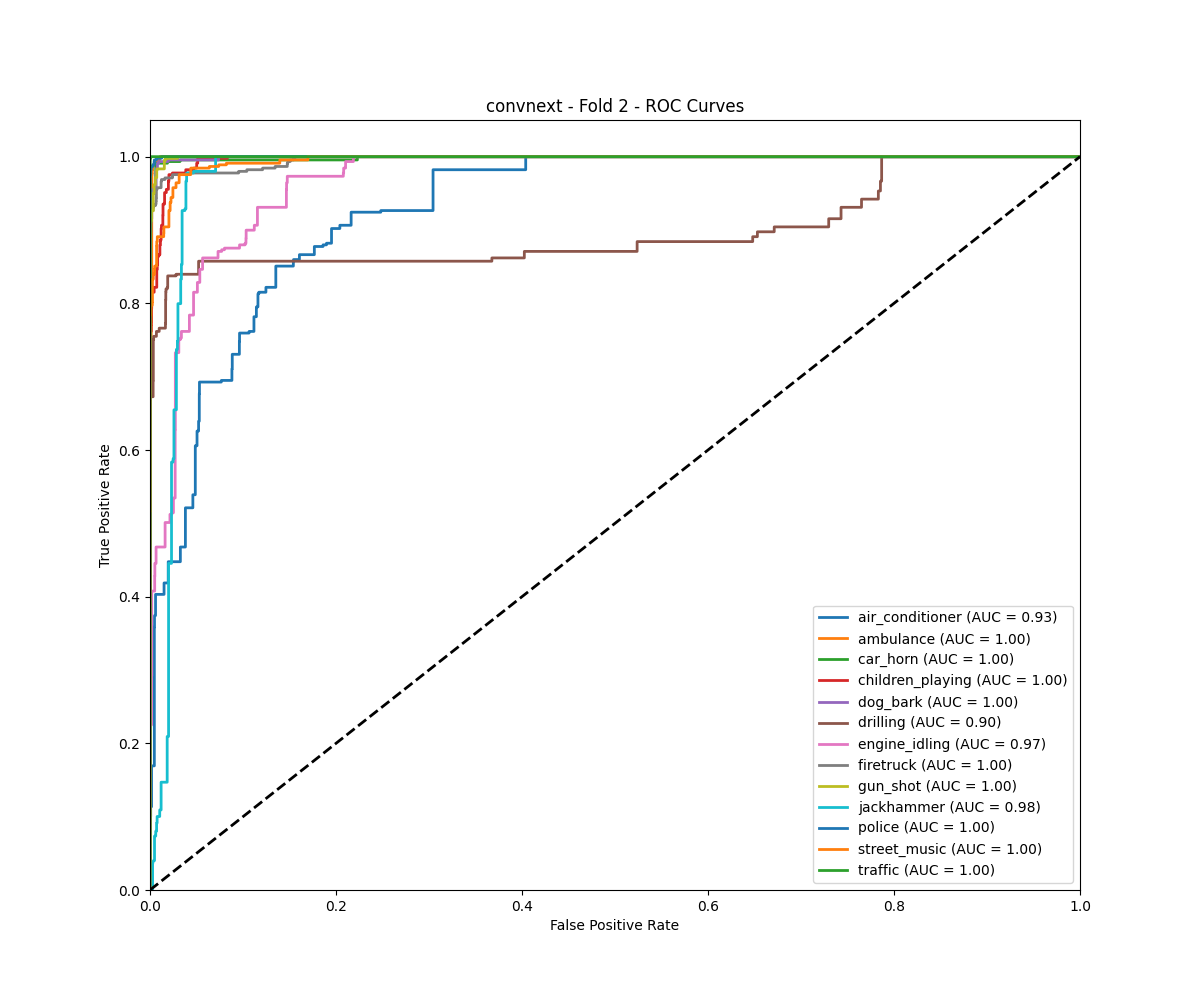 convnext - Fold 2 - ROC Curves
True Positive Rate
1.0
0.8
0.6
0.4
0.2
0.0
0.0 0.2 0.4 0.6 0.8 1.0
False Positive Rate
air_conditioner (AUC = 0.93)
ambulance (AUC = 1.00)
car_horn (AUC = 1.00)
children_playing (AUC = 1.00)
dog_bark (AUC = 1.00)
drilling (AUC = 0.90)
engine_idling (AUC = 0.97)
firetruck (AUC = 1.00)
gun_shot (AUC = 1.00)
jackhammer (AUC = 0.98)
police (AUC = 1.00)
street_music (AUC = 1.00)
traffic (AUC = 1.00)